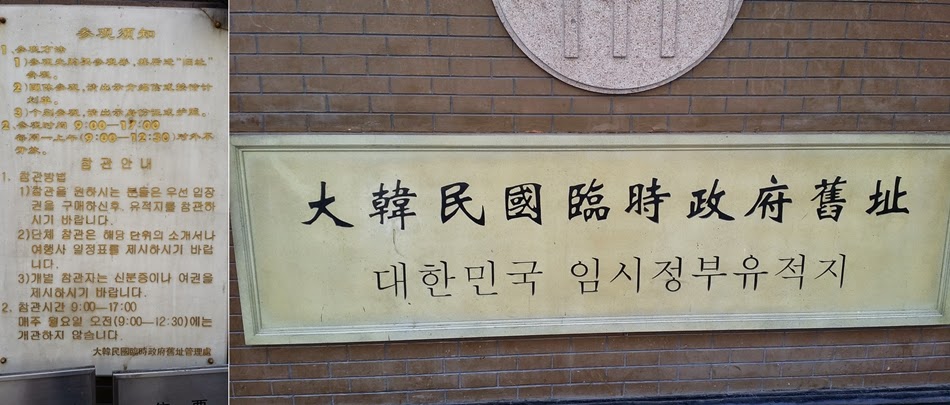 参观须知
1.参观方法
1)参观先购买参观券,然后进"旧址"
参观。
2)团体参观,请出示介绍信或接待计
划单。
3)个别参观,请出示身份证或护照。
2.参观时间 9:00—17:00
每周一上午(9:00—12:30)对外不
开放。
참관안내
1. 참관방법
1)참관을 원하시는 분들은 우선 입장
권을 구매하신후, 유적지를 참관하
시기 바랍니다.
2)단체 참관은 해당 단위의 소개서나
여행사 일정표를 제시하시기 바랍
니다.
3)개별 참관자는 신분증이나 여권을
제시하시기 바랍니다.
2. 참관시간 9:00—17:00
매주 월요일 오전(9:00—12:30)에는
개관하지 않습니다.
大韓民國臨時政府舊址管理處
大韓民國臨時政府舊址
대한민국 임시정부유적지